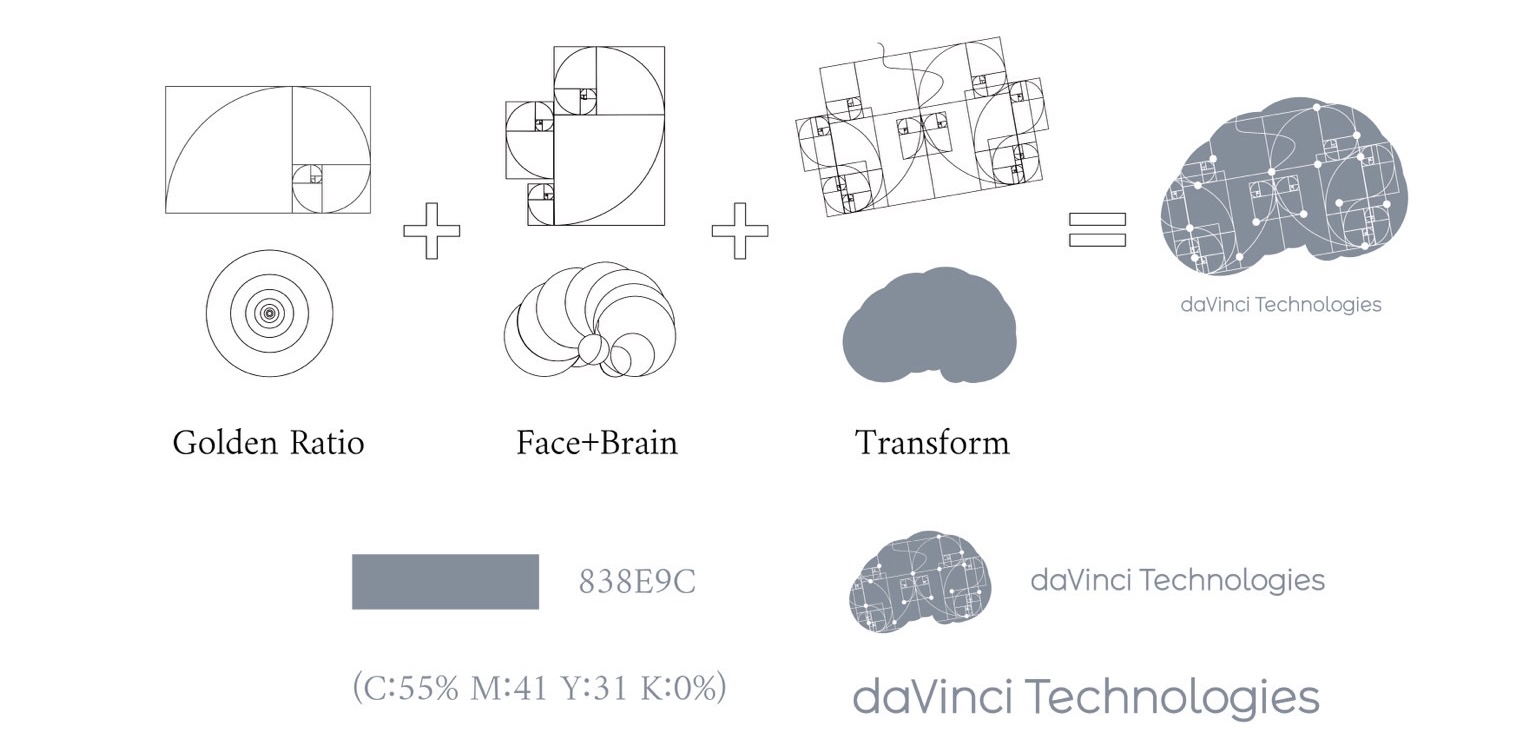 daVinci Technologies
Golden Ratio
Face+Brain
Transform
838E9C
daVinci Technologies
(C:55% M:41 Y:31 K:0%)
daVinci Technologies